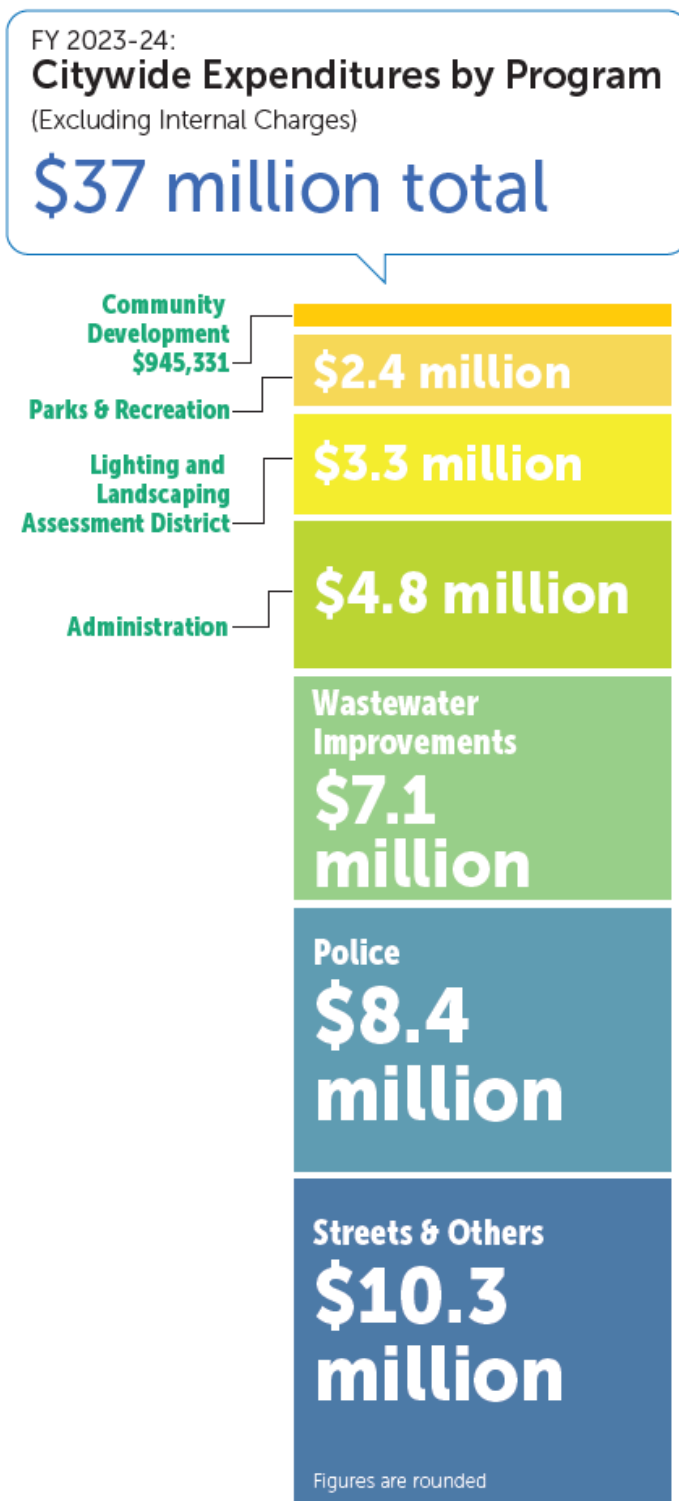 FY 2023-24:
Citywide Expenditures by Program
(Excluding Internal Charges)
$37 million total
Community
Development
$945,331
$2.4 million
Parks & Recreation
$3.3 million
Lighting and
Landscaping
Assessment District
$4.8 million
Administration
Wastewater
Improvements
$7.1
million
Police
$8.4
million
Streets & Others
$10.3
million
Figures are rounded